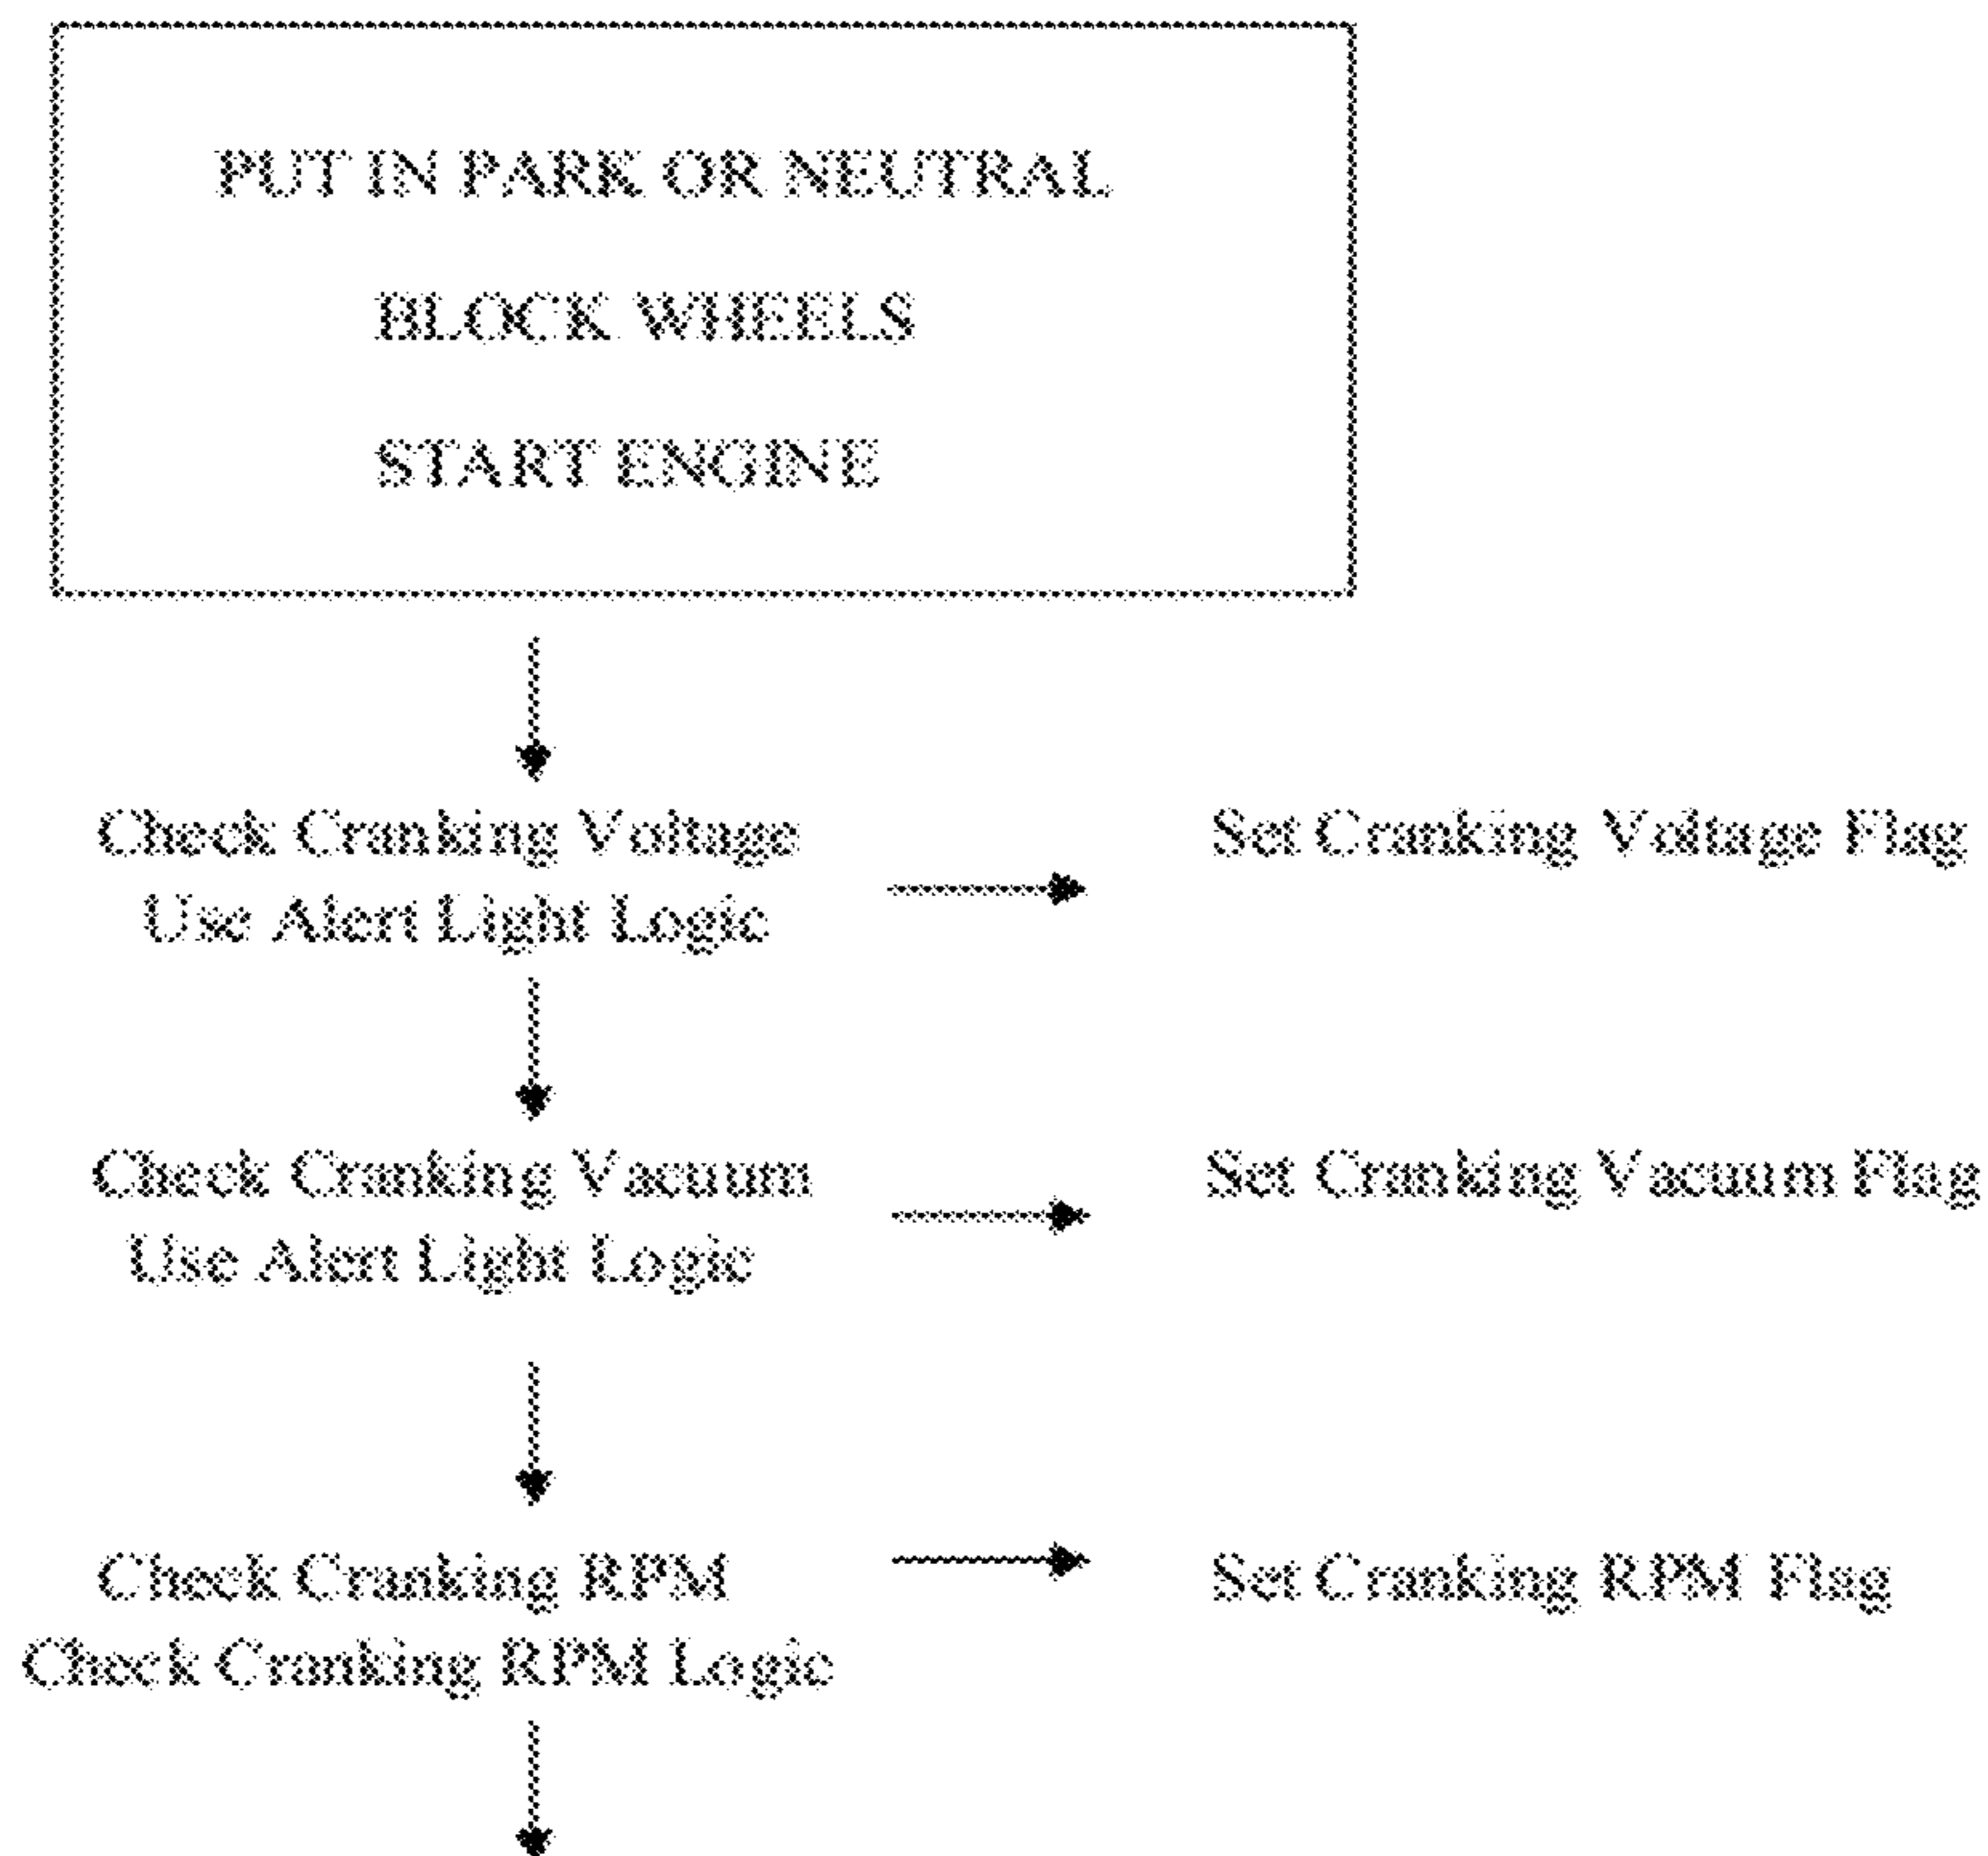 PUT IN PARK OR NEUTRAL
BLOCK WHEELS
START ENGINE
Check Cranking Voltage
Use Alert Light Logic
Set Cranking Voltage Flag
Check Cranking Vacuum
Use Alert Light Logic
Set Cranking Vacuum Flag
Check Cranking RPM
Check Cranking RPM Logic
Set Cranking RPM Flag